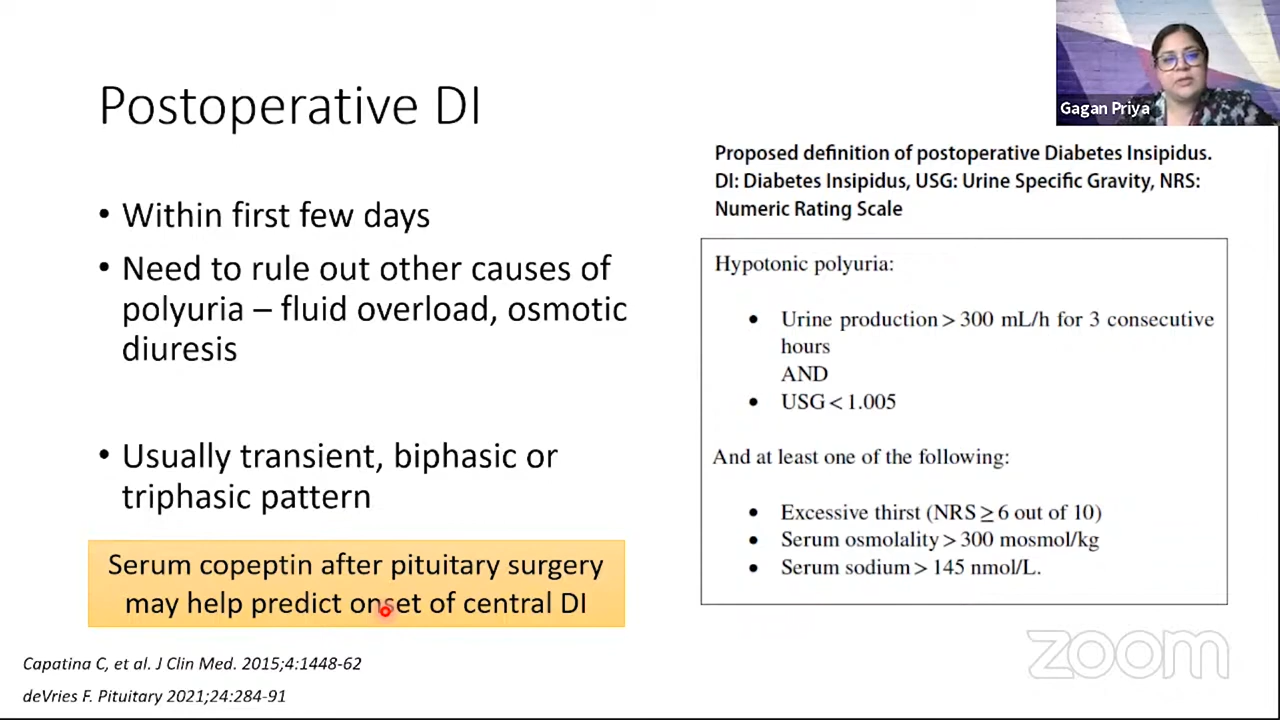 Postoperative DI
• Within first few days
• Need to rule out other causes of
polyuria – fluid overload, osmotic
diuresis
• Usually transient, biphasic or
triphasic pattern
Serum copeptin after pituitary surgery
may help predict onset of central DI
Capatina C, et al. J Clin Med. 2015;4:1448-62
deVries F. Pituitary 2021;24:284-91
Gagan Priya
Proposed definition of postoperative Diabetes Insipidus.
DI: Diabetes Insipidus, USG: Urine Specific Gravity, NRS:
Numeric Rating Scale
Hypotonic polyuria:
• Urine production > 300 mL/h for 3 consecutive
hours
AND
• USG < 1.005
And at least one of the following:
• Excessive thirst (NRS ≥ 6 out of 10)
• Serum osmolality > 300 mosmol/kg
• Serum sodium > 145 nmol/L.
zoom